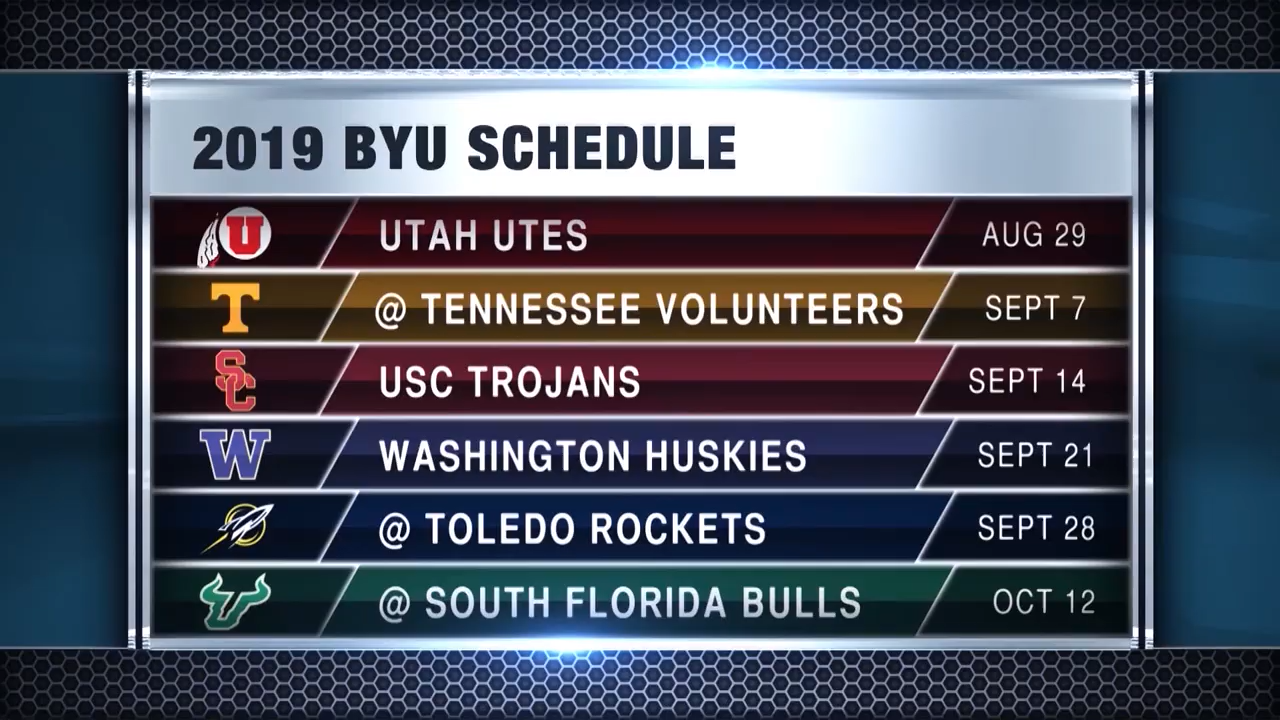 2019 BYU SCHEDULE
U UTAH UTES AUG 29
T @ TENNESSEE VOLUNTEERS SEPT 7
SC USC TROJANS SEPT 14
W WASHINGTON HUSKIES SEPT 21
@ TOLEDO ROCKETS SEPT 28
@ SOUTH FLORIDA BULLS OCT 12